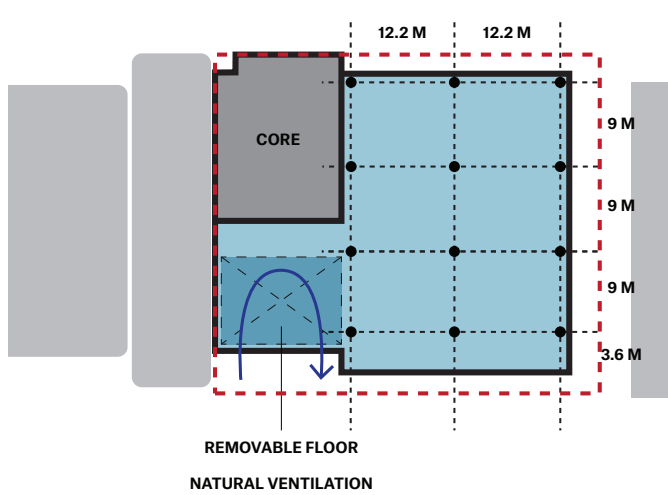 12.2 M
12.2 M
9 M
CORE
9 M
9 M
3.6 M
REMOVABLE FLOOR
NATURAL VENTILATION